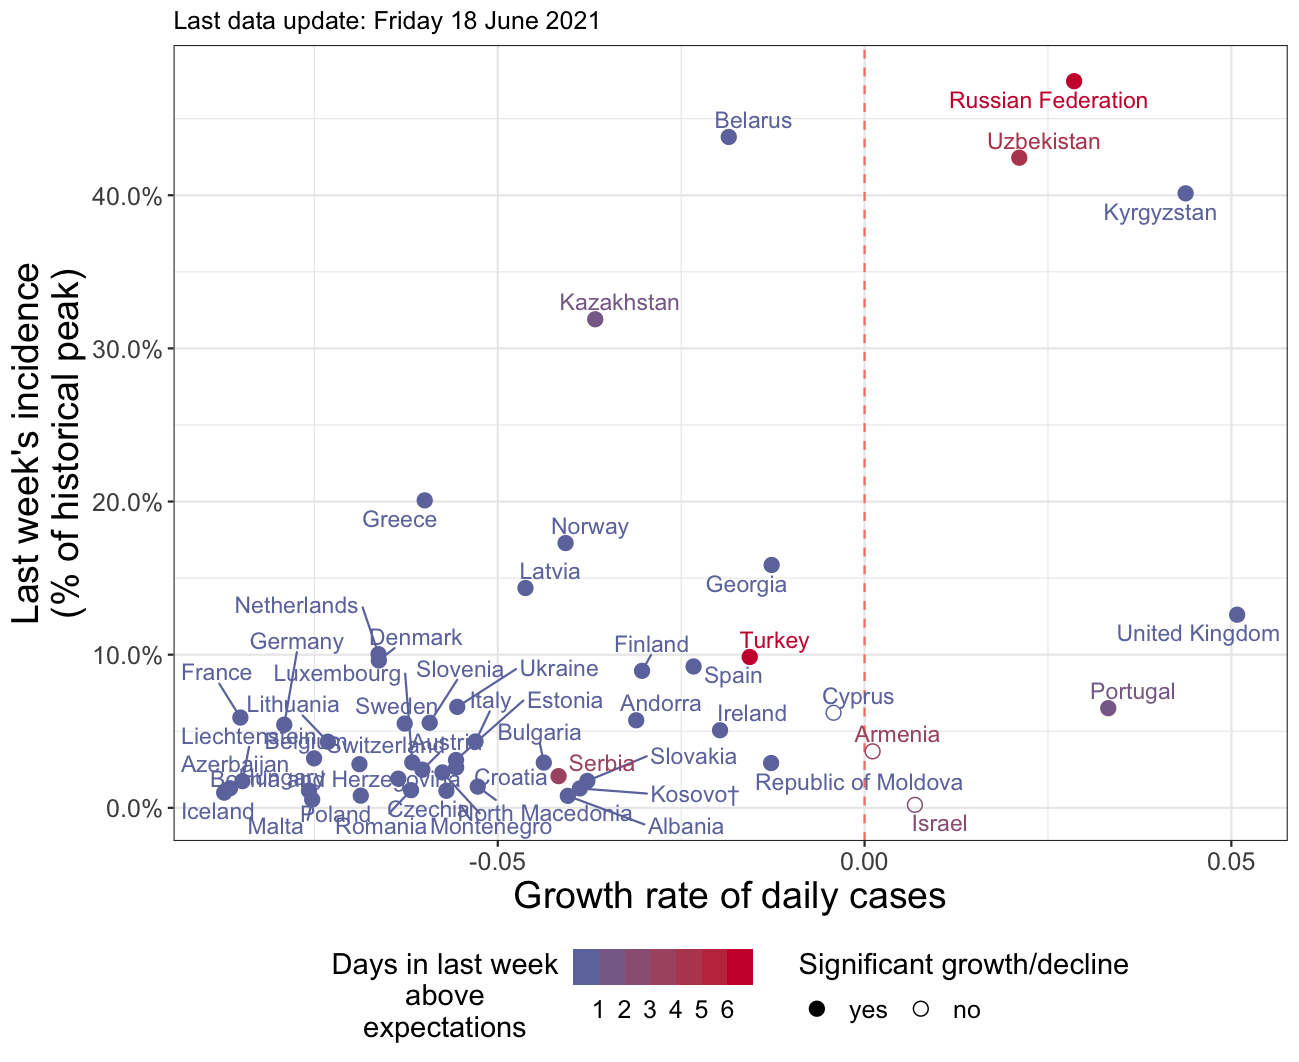 Last data update: Friday 18 June 2021
Last week's incidence
(% of historical peak)
40.0%
30.0%
20.0%
10.0%
0.0%
Russian Federation
Belarus
Uzbekistan
Kyrgyzstan
Kazakhstan
Greece
Norway
Latvia
Georgia
Netherlands
United Kingdom
Germany
Denmark
Finland
Turkey
France
Luxembourg
Slovenia
Ukraine
Spain
Portugal
Lithuania
Sweden
Italy
Estonia
Andorra
Cyprus
Ireland
Liechtenstein
Belgium
Switzerland
Austria
Bulgaria
Armenia
Azerbaijan
Serbia
Slovakia
Bosnia and Herzegovina
Hungary
Croatia
Republic of Moldova
Kosovo†
Iceland
Poland
Czechia
North Macedonia
Malta
Romania
Montenegro
Albania
Israel
-0.05
0.00
0.05
Growth rate of daily cases
Days in last week
above
expectations
1 2 3 4 5 6
Significant growth/decline
yes
no